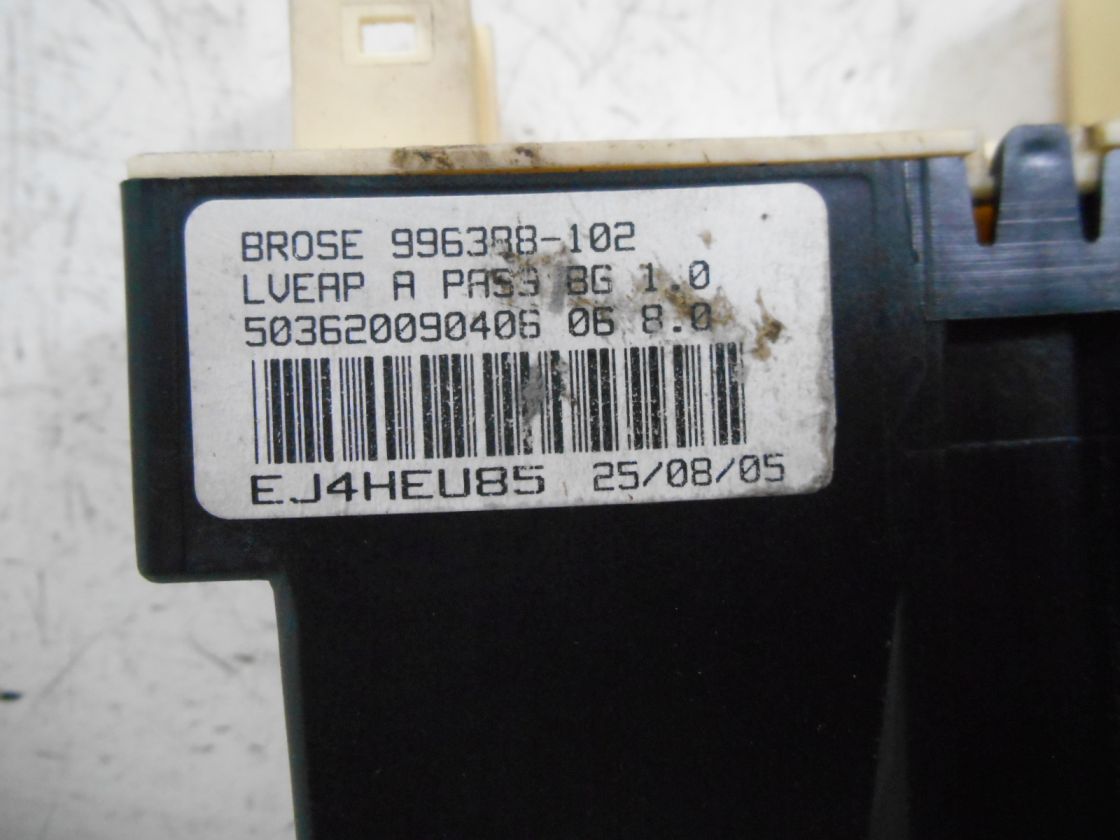 BROSE 996388-102
LVEAP A PAS3 BG 1.0
503620090406 06 8.0
EJ4HEU85 25/08/05